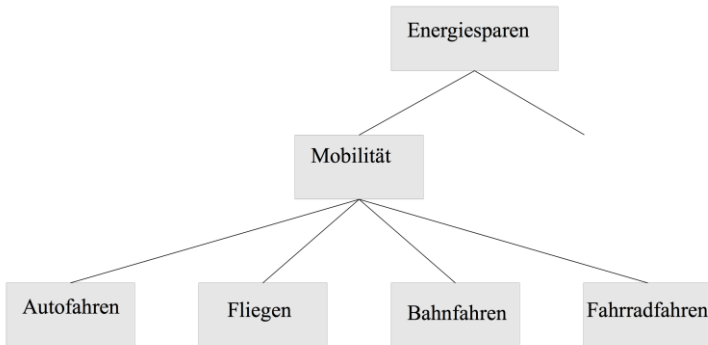 Energiesparen
Mobilität
Autofahren
Fliegen
Bahnfahren
Fahrradfahren